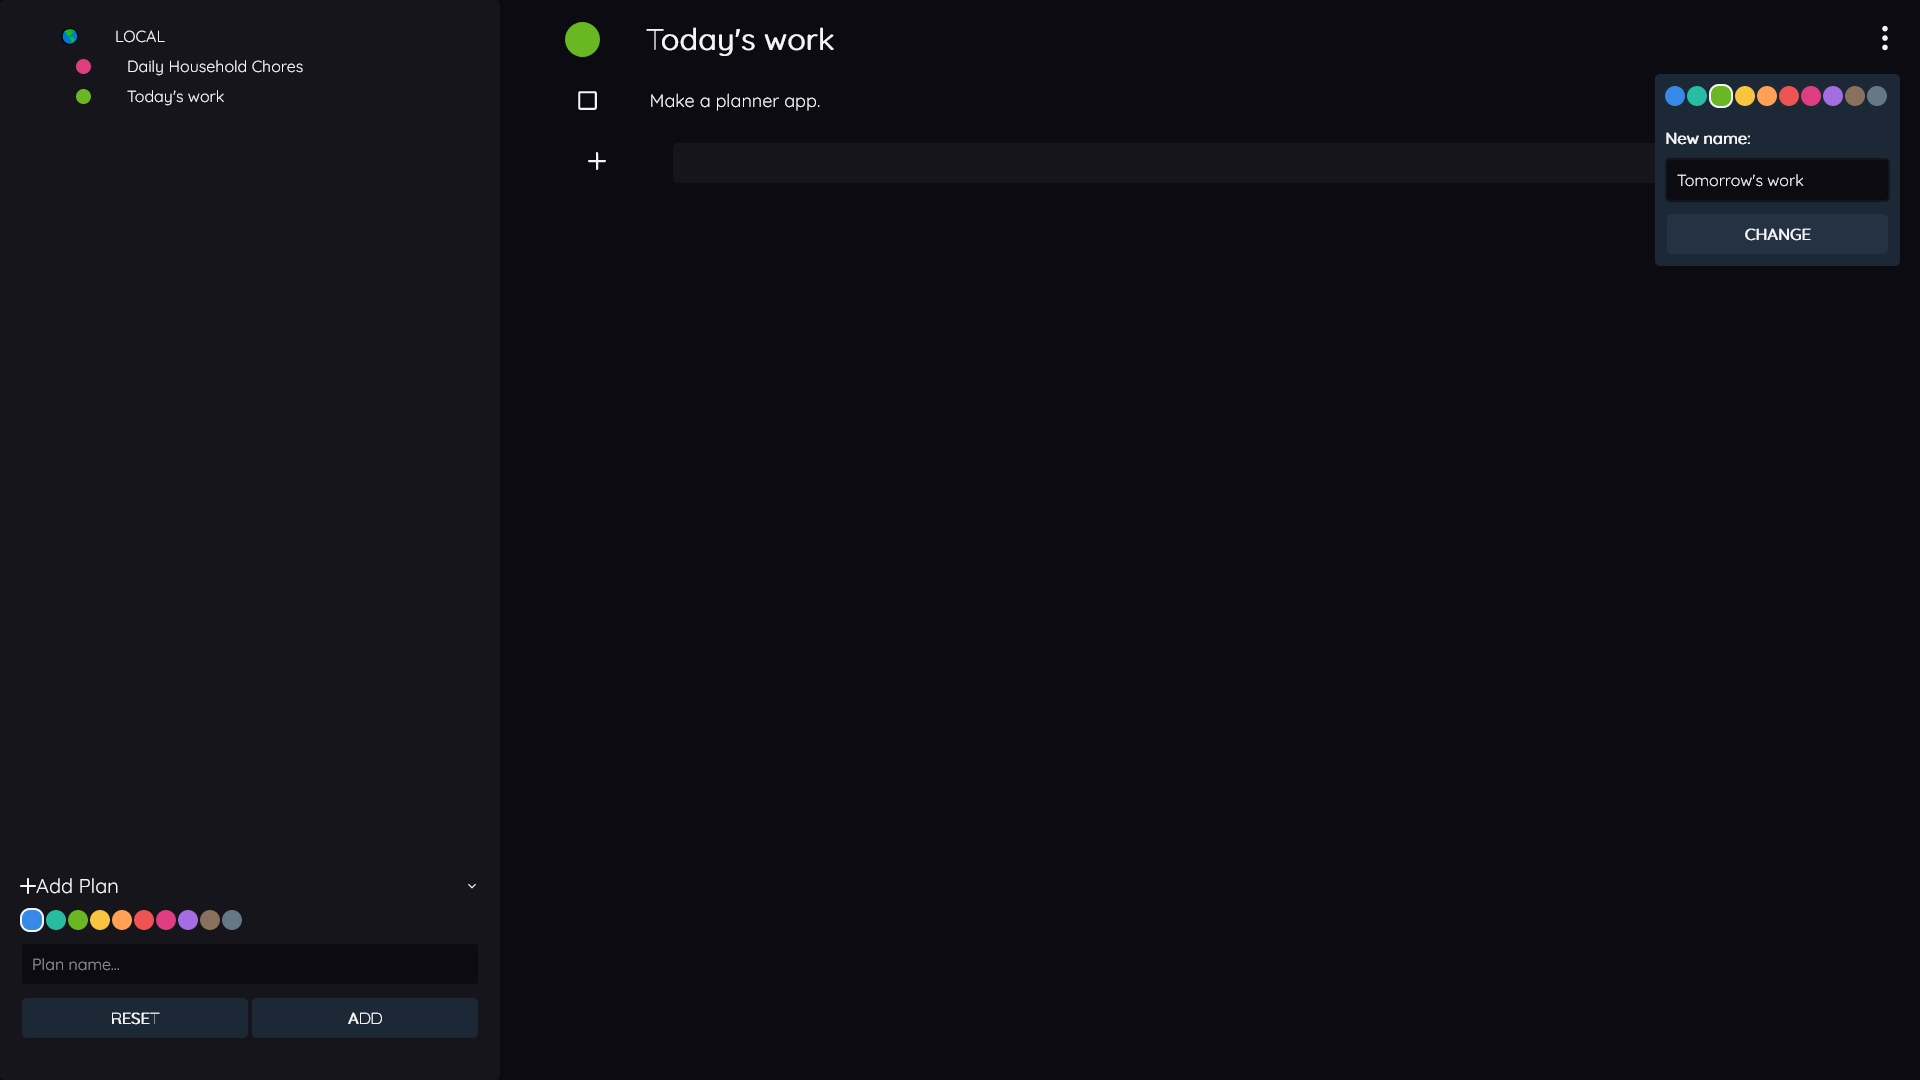 LOCAL
Daily Household Chores
Today's work
Add Plan
Plan name...
RESET
ADD
Today's work
Make a planner app.
New name:
Tomorrow's work
CHANGE